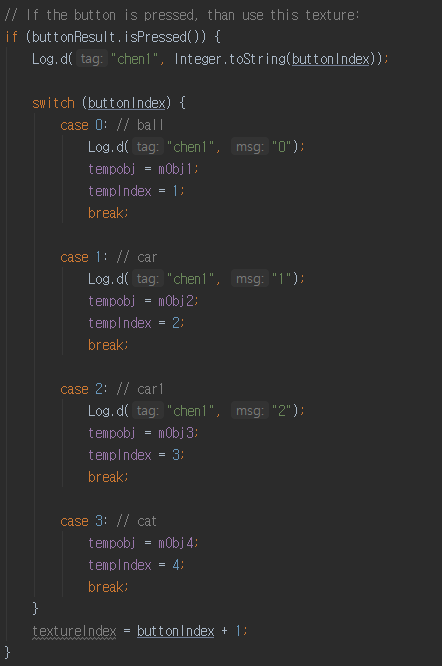 // If the button is pressed, than use this texture:
if (buttonResult.isPressed()) {
    Log.d( tag: "chen1", Integer.toString(buttonIndex));

    switch (buttonIndex) {
        case 0: // ball
            Log.d( tag: "chen1", msg: "0");
            tempobj = mObj1;
            tempIndex = 1;
            break;

        case 1: // car
            Log.d( tag: "chen1", msg: "1");
            tempobj = mObj2;
            tempIndex = 2;
            break;

        case 2: // car1
            Log.d( tag: "chen1", msg: "2");
            tempobj = mObj3;
            tempIndex = 3;
            break;

        case 3: // cat
            tempobj = mObj4;
            tempIndex = 4;
            break;
    }
    textureIndex = buttonIndex + 1;
}